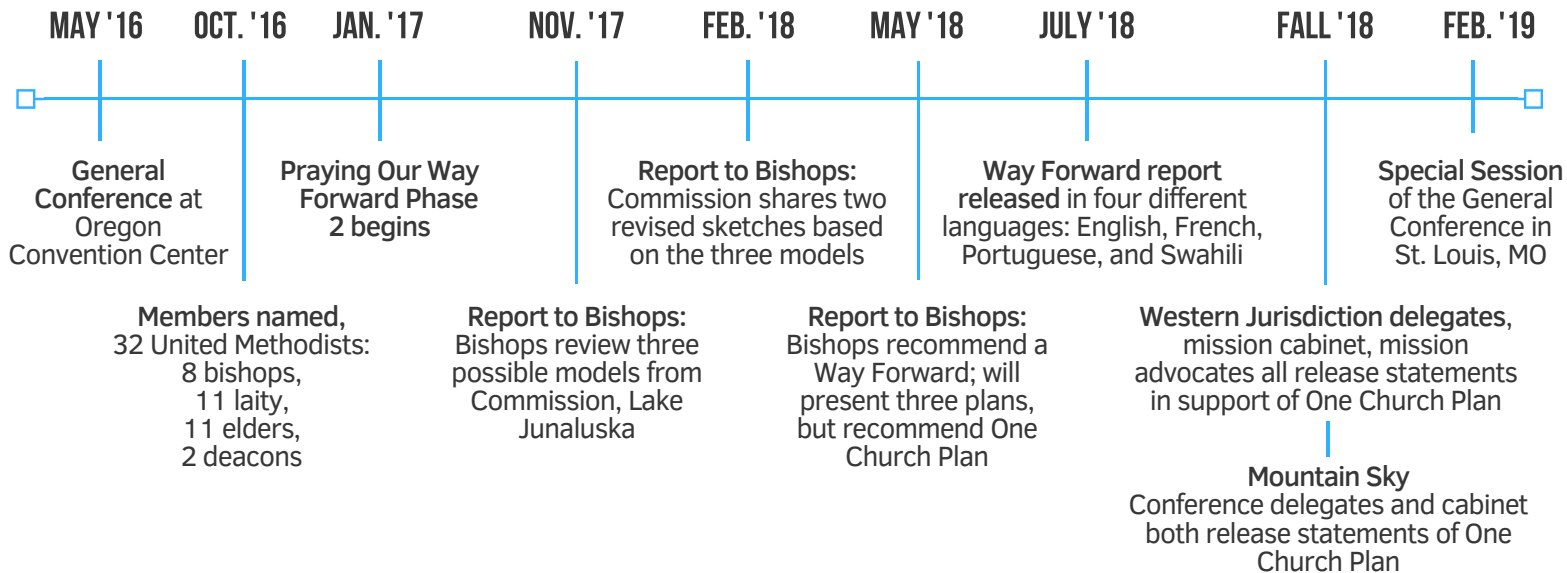 MAY '16
OCT. '16
JAN. '17
NOV. '17
FEB. '18
MAY '18
JULY '18
FALL '18
FEB. '19
General
Conference at
Oregon
Convention Center
Praying Our Way
Forward Phase
2 begins
Report to Bishops:
Commission shares two
revised sketches based
on the three models
Way Forward report
released in four different
languages: English, French,
Portuguese, and Swahili
Special Session
of the General
Conference in
St. Louis, MO
Members named,
32 United Methodists:
8 bishops,
11 laity,
11 elders,
2 deacons
Report to Bishops:
Bishops review three
possible models from
Commission, Lake
Junaluska
Report to Bishops:
Bishops recommend a
Way Forward; will
present three plans,
but recommend One
Church Plan
Western Jurisdiction delegates,
mission cabinet, mission
advocates all release statements
in support of One Church Plan
Mountain Sky
Conference delegates and cabinet
both release statements of One
Church Plan